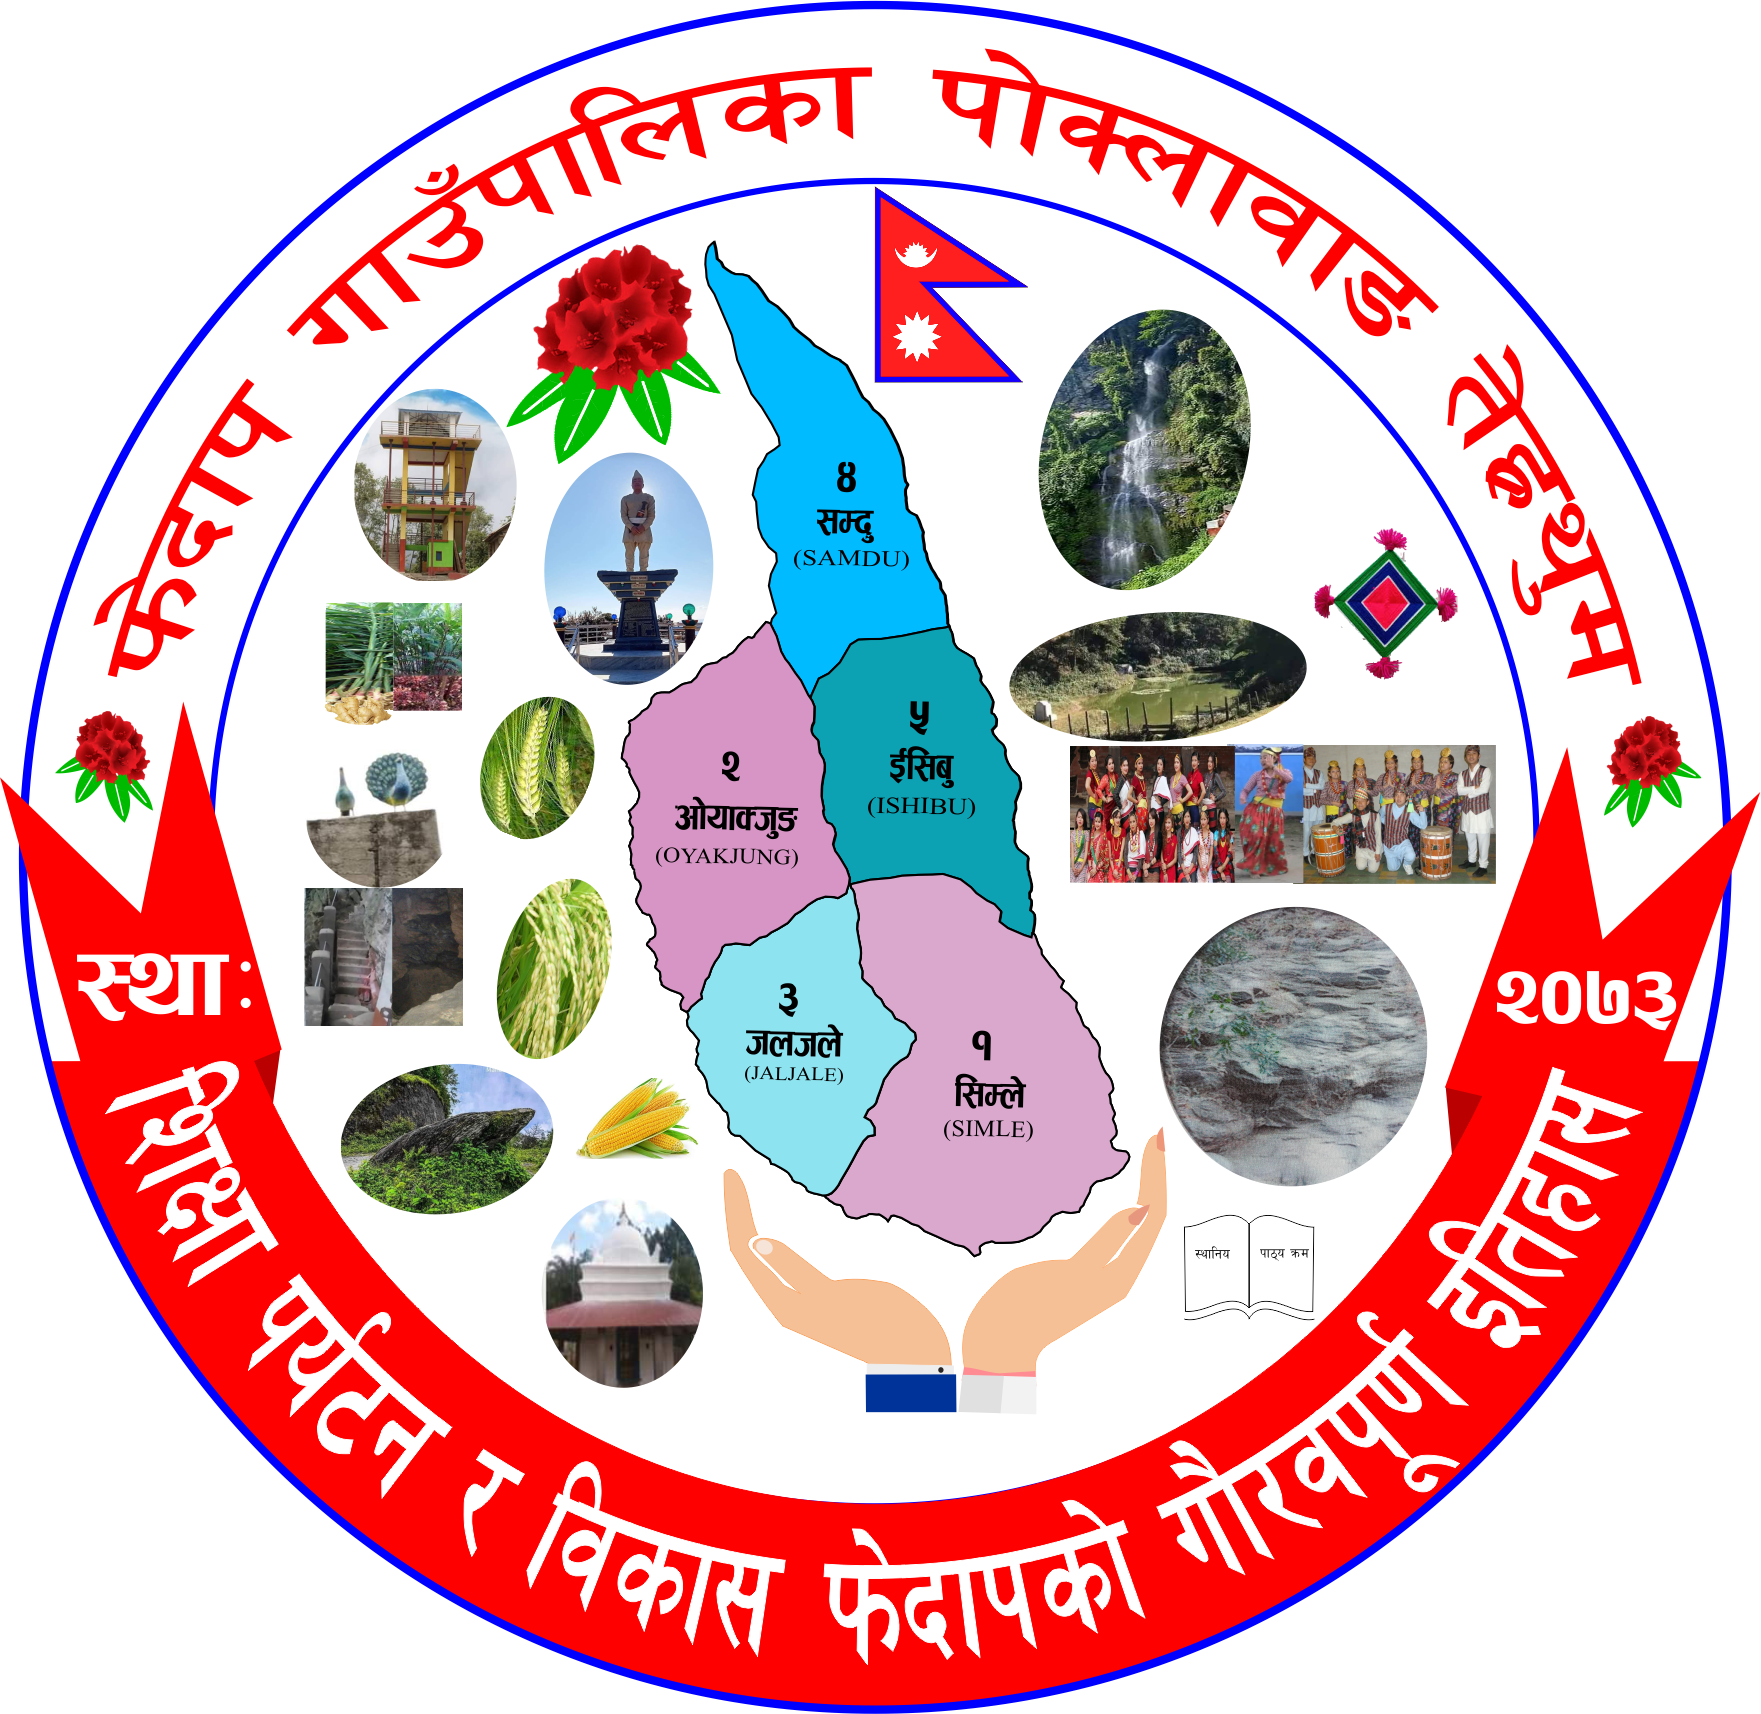 फेदाप गाउँपालिका पोक्लावाङ तेह्रथुम
४
सम्दु
(SAMDU)
५
ईसिबु
(ISHIBU)
२
ओयाक्जुङ
(OYAKJUNG)
३
जलजले
(JALJALE)
१
सिम्ले
(SIMLE)
स्थाः
२०७३
स्थानिय
पाठ्य क्रम
शिक्षा पर्यटन र विकास फेदापको गौरवपूर्ण ईतिहास